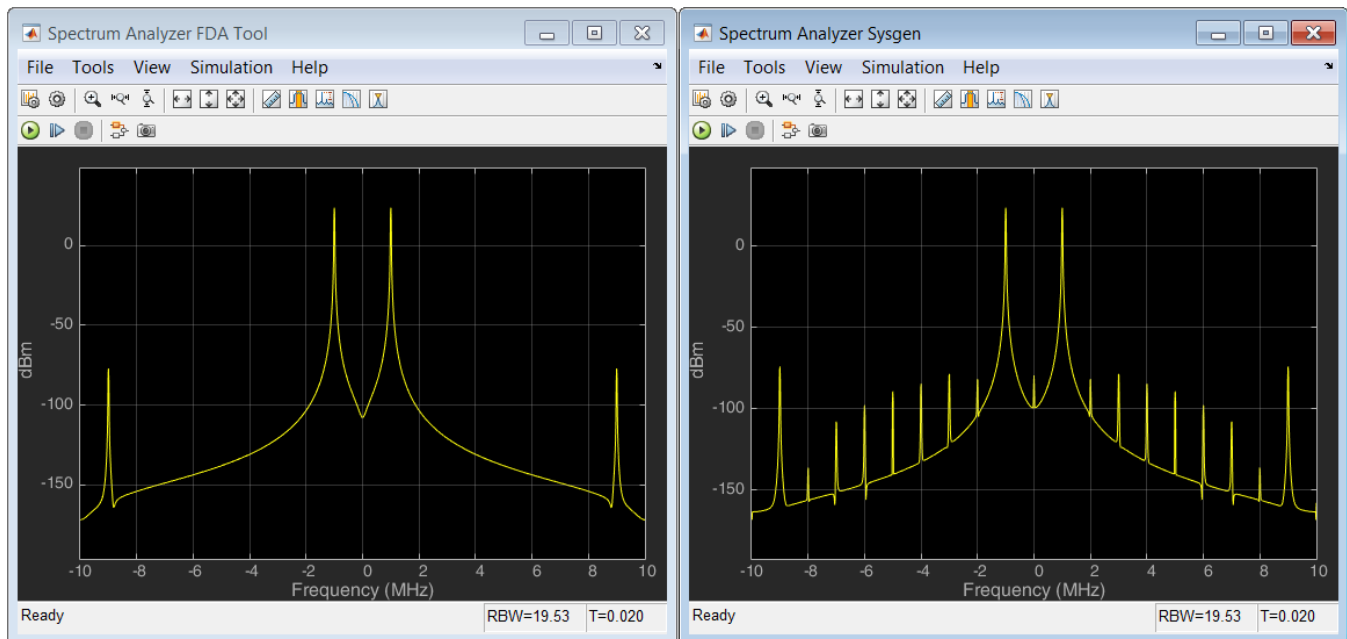 Spectrum Analyzer FDA Tool
File Tools View Simulation Help
0
-50
-100
-150
dBm
-10 -8 -6 -4 -2 0 2 4 6 8 10
Frequency (MHz)
Ready RBW=19.53 T=0.020
Spectrum Analyzer Sysgen
File Tools View Simulation Help
0
-50
-100
-150
dBm
-10 -8 -6 -4 -2 0 2 4 6 8 10
Frequency (MHz)
Ready RBW=19.53 T=0.020